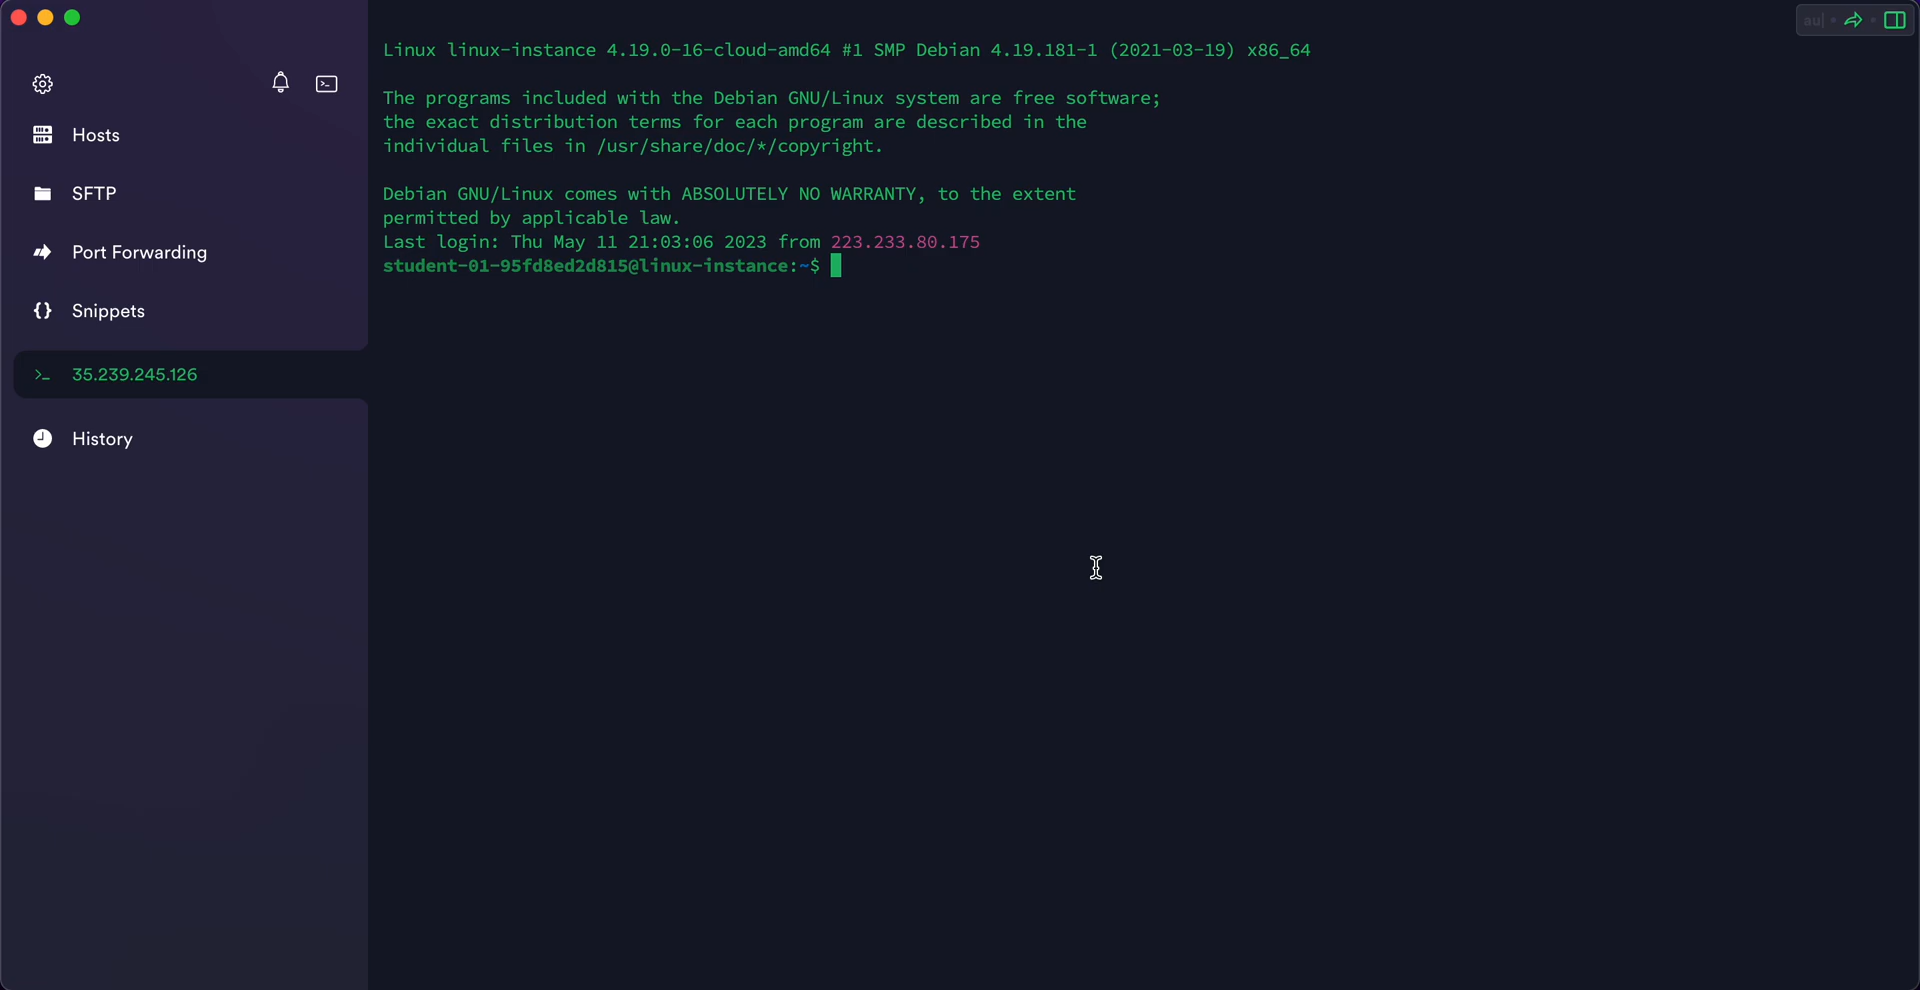 Hosts
SFTP
Port Forwarding
Snippets
>_ 35.239.245.126
History
au
Linux linux-instance 4.19.0-16-cloud-amd64 #1 SMP Debian 4.19.181-1 (2021-03-19) x86_64
The programs included with the Debian GNU/Linux system are free software;
the exact distribution terms for each program are described in the
individual files in /usr/share/doc/*/copyright.
Debian GNU/Linux comes with ABSOLUTELY NO WARRANTY, to the extent
permitted by applicable law.
Last login: Thu May 11 21:03:06 2023 from 223.233.80.175
student-01-95fd8ed2d815@linux-instance:~$